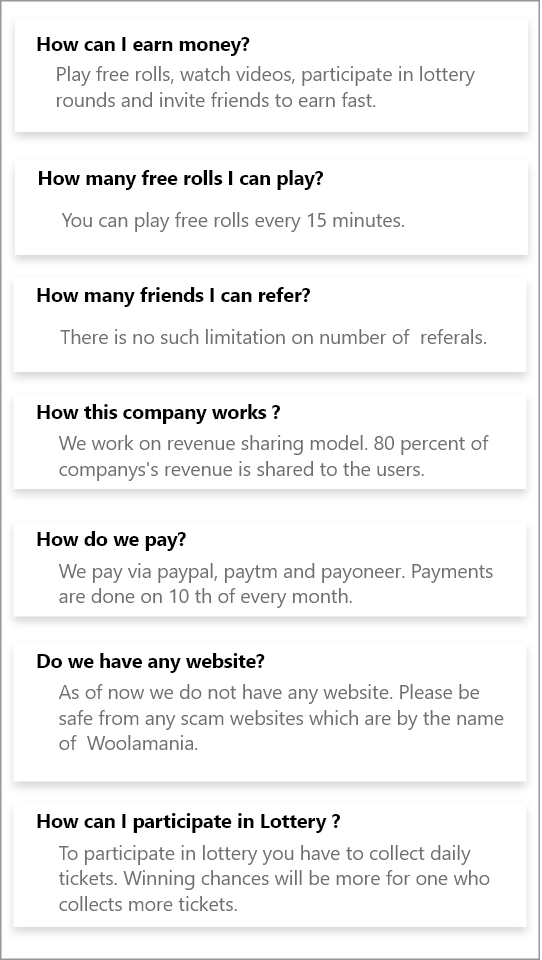 How can I earn money?
Play free rolls, watch videos, participate in lottery
rounds and invite friends to earn fast.
How many free rolls I can play?
You can play free rolls every 15 minutes.
How many friends I can refer?
There is no such limitation on number of  referals.
How this company works ?
We work on revenue sharing model. 80 percent of
companys's revenue is shared to the users.
How do we pay?
We pay via paypal, paytm and payoneer. Payments
are done on 10 th of every month.
Do we have any website?
As of now we do not have any website. Please be
safe from any scam websites which are by the name
of  Woolamania.
How can I participate in Lottery ?
To participate in lottery you have to collect daily
tickets. Winning chances will be more for one who
collects more tickets.